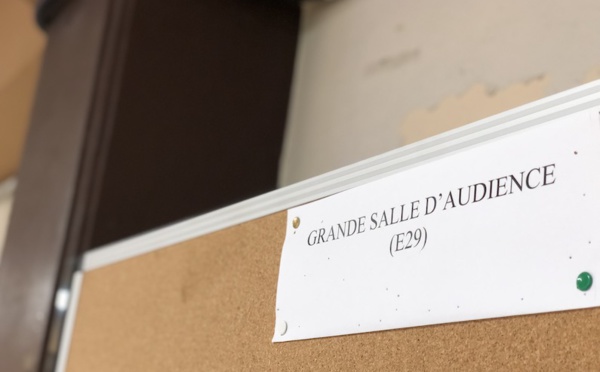 GRANDE SALLE D’AUDIENCE
(E29)